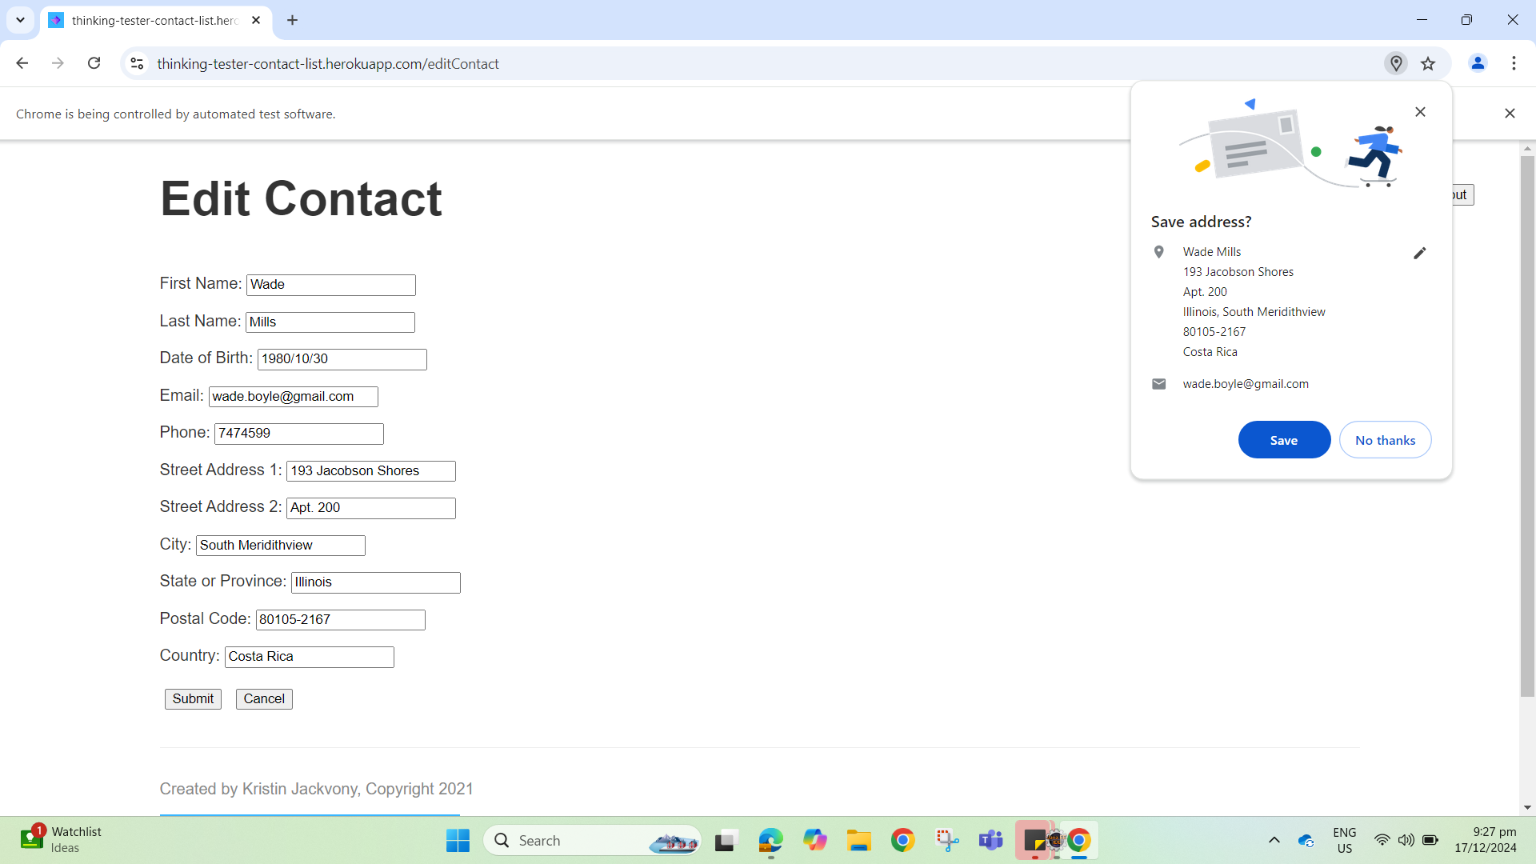 thinking-tester-contact-list.hero
thinking-tester-contact-list.herokuapp.com/editContact
Chrome is being controlled by automated test software.
Edit Contact
out
First Name: Wade
Last Name: Mills
Date of Birth: 1980/10/30
Email: wade.boyle@gmail.com
Phone: 7474599
Street Address 1: 193 Jacobson Shores
Street Address 2: Apt. 200
City: South Meridithview
State or Province: Illinois
Postal Code: 80105-2167
Country: Costa Rica
Submit Cancel
Created by Kristin Jackvony, Copyright 2021
Save address?
Wade Mills
193 Jacobson Shores
Apt. 200
Illinois, South Meridithview
80105-2167
Costa Rica
wade.boyle@gmail.com
Save No thanks
1
Watchlist
Ideas
Search
ENG
US
9:27 pm
17/12/2024